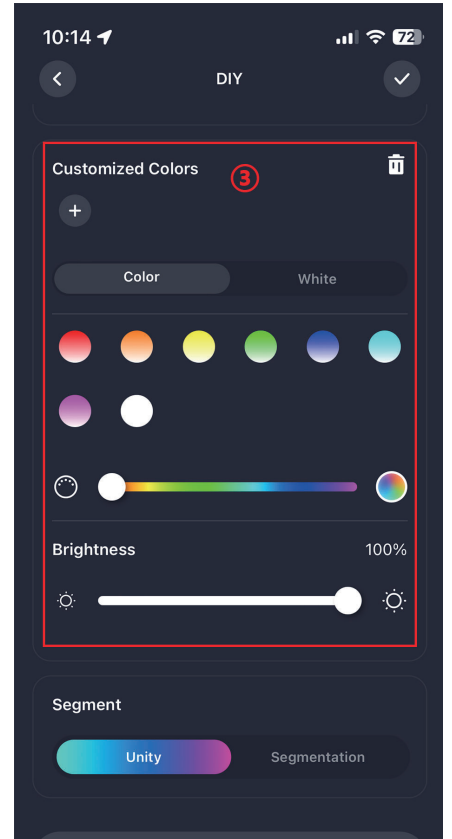 10:14 72
DIY
Customized Colors ③
+
Color White
Brightness 100%
Segment
Unity Segmentation